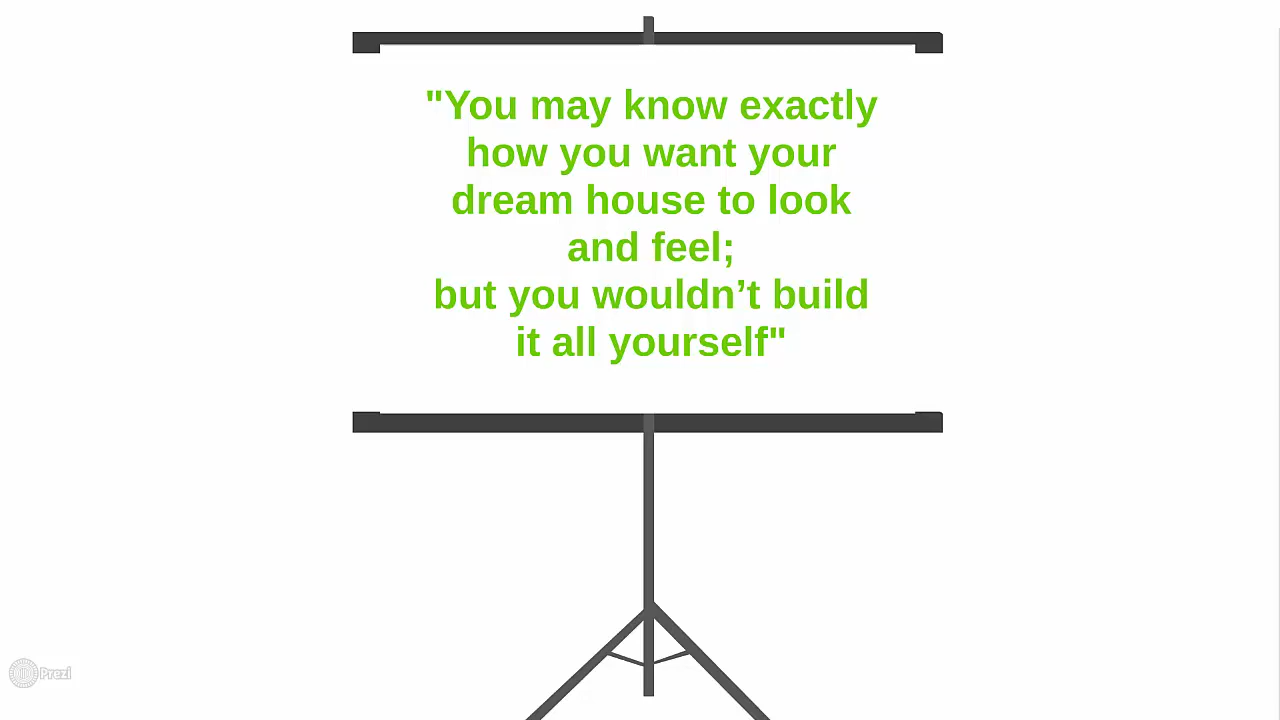 "You may know exactly
how you want your
dream house to look
and feel;
but you wouldn’t build
it all yourself"
Prezi